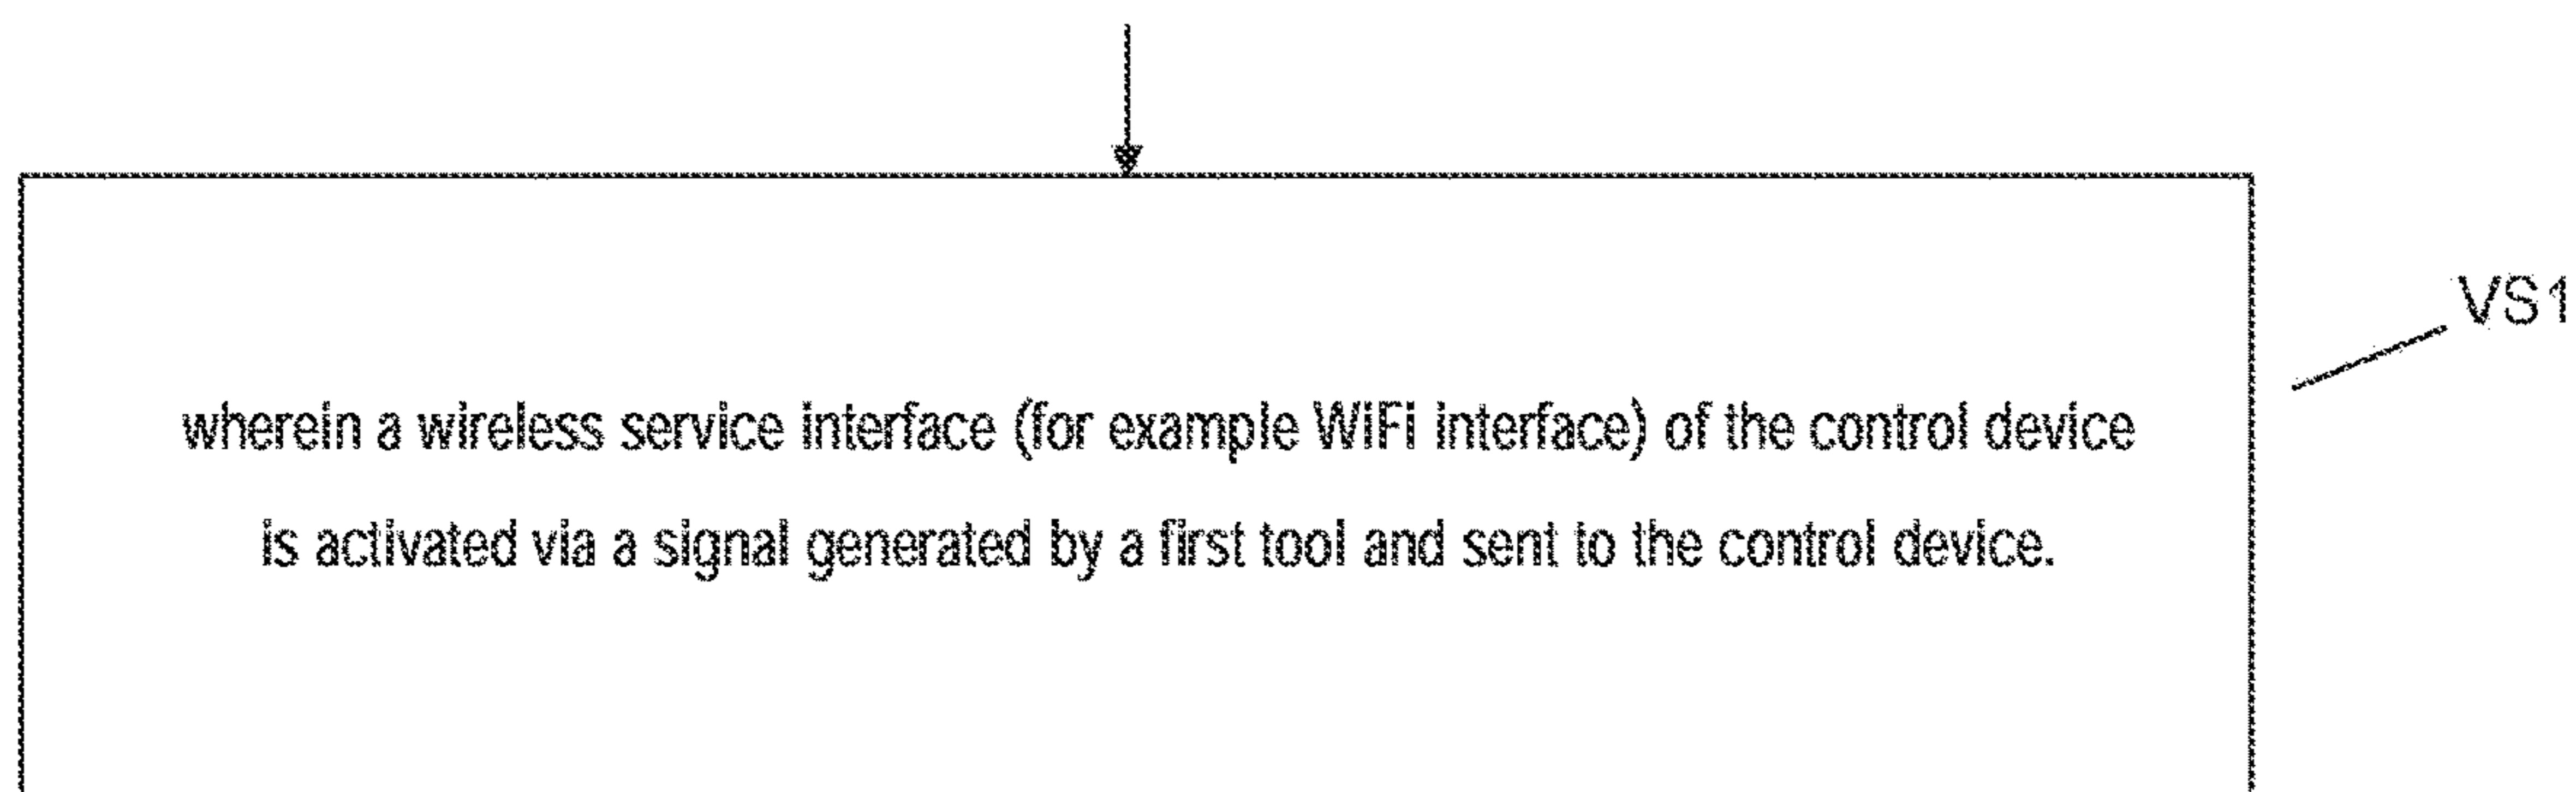 VS1
wherein a wireless service interface (for example WiFi interface) of the control device
is activated via a signal generated by a first tool and sent to the control device.